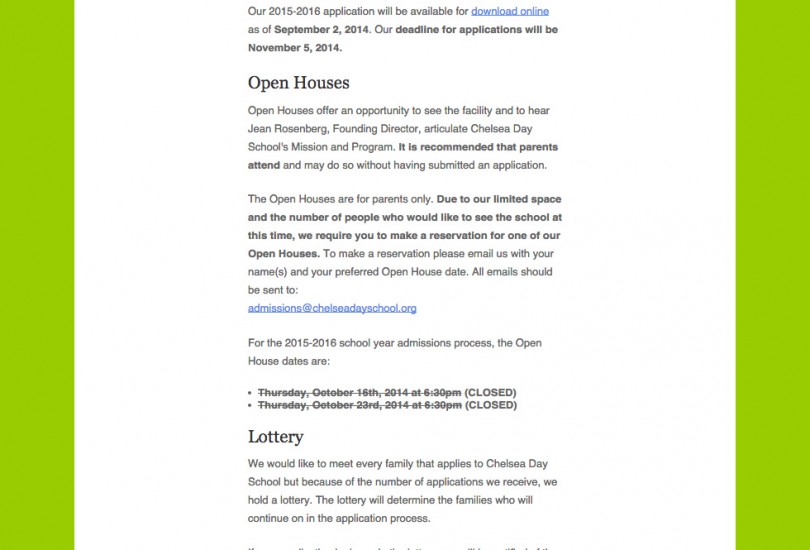 Our 2015-2016 application will be available for download online
as of September 2, 2014. Our deadline for applications will be
November 5, 2014.
Open Houses
Open Houses offer an opportunity to see the facility and to hear
Jean Rosenberg, Founding Director, articulate Chelsea Day
School's Mission and Program. It is recommended that parents
attend and may do so without having submitted an application.
The Open Houses are for parents only. Due to our limited space
and the number of people who would like to see the school at
this time, we require you to make a reservation for one of our
Open Houses. To make a reservation please email us with your
name(s) and your preferred Open House date. All emails should
be sent to:
admissions@chelseadayschool.org
For the 2015-2016 school year admissions process, the Open
House dates are:
• Thursday, October 16th, 2014 at 6:30pm (CLOSED)
• Thursday, October 23rd, 2014 at 6:30pm (CLOSED)
Lottery
We would like to meet every family that applies to Chelsea Day
School but because of the number of applications we receive, we
hold a lottery. The lottery will determine the families who will
continue on in the application process.